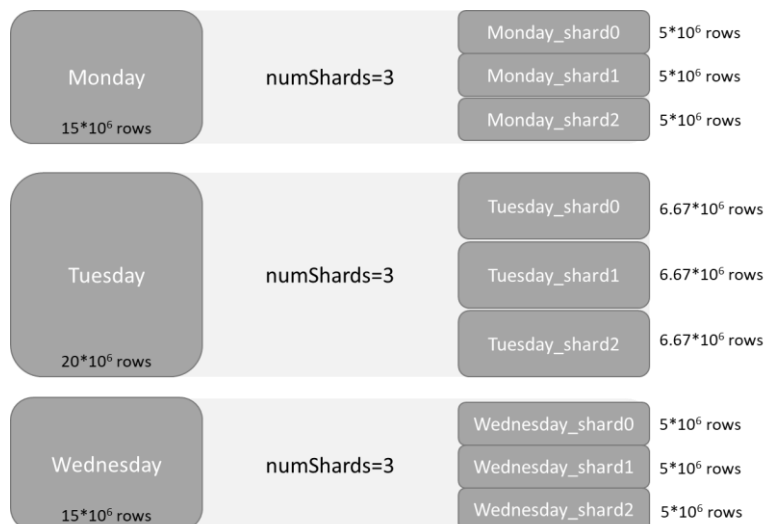 Monday
15*10⁶ rows
numShards=3
Monday_shard0 5*10⁶ rows
Monday_shard1 5*10⁶ rows
Monday_shard2 5*10⁶ rows
Tuesday
20*10⁶ rows
numShards=3
Tuesday_shard0 6.67*10⁶ rows
Tuesday_shard1 6.67*10⁶ rows
Tuesday_shard2 6.67*10⁶ rows
Wednesday
15*10⁶ rows
numShards=3
Wednesday_shard0 5*10⁶ rows
Wednesday_shard1 5*10⁶ rows
Wednesday_shard2 5*10⁶ rows